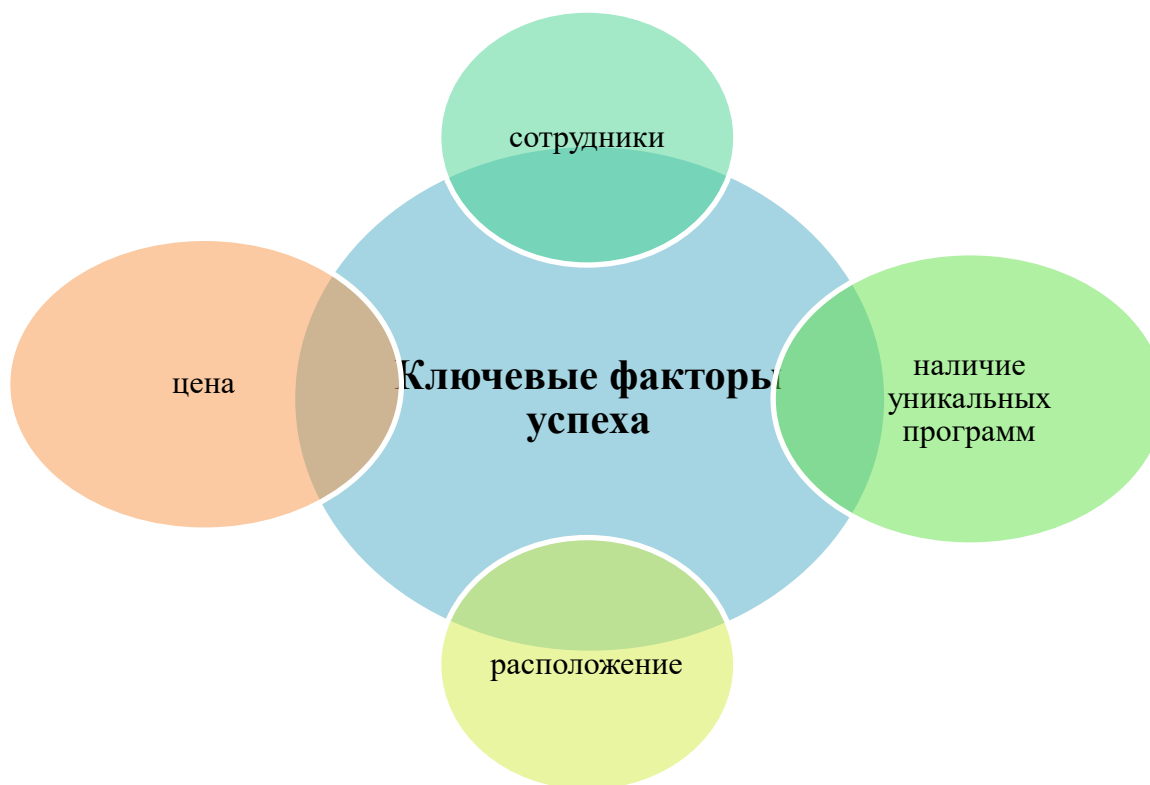 сотрудники
цена
Ключевые факторы
успеха
наличие
уникальных
программ
расположение